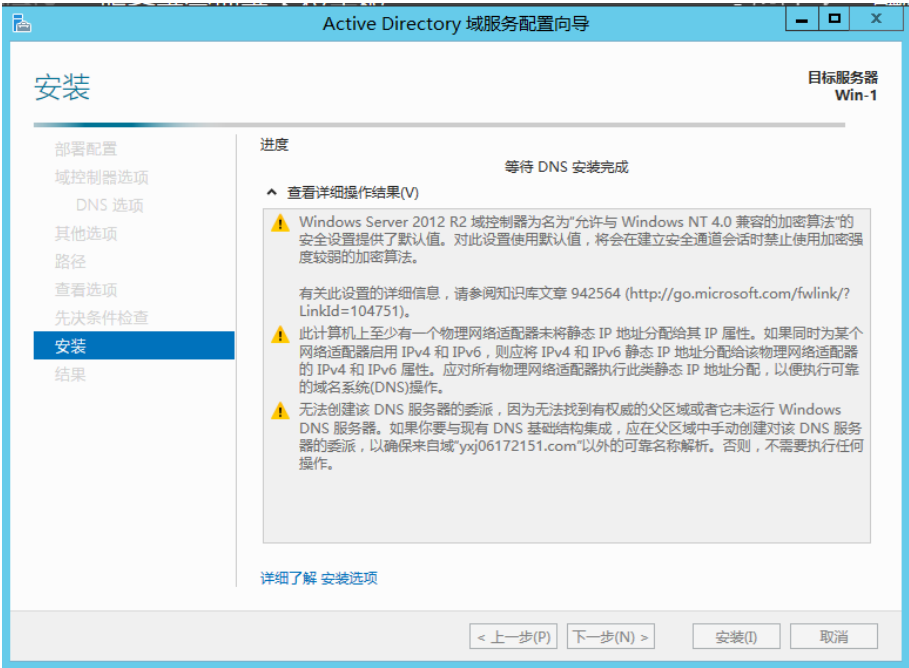 Active Directory 域服务配置向导
安装
目标服务器
Win-1
部署配置
域控制器选项
DNS 选项
其他选项
路径
查看选项
先决条件检查
安装
结果
进度
等待 DNS 安装完成
查看详细操作结果(V)
Windows Server 2012 R2 域控制器为名为“允许与 Windows NT 4.0 兼容的加密算法”的
安全设置提供了默认值。对此设置使用默认值，将会在建立安全通道会话时禁止使用加密强
度较弱的加密算法。
有关此设置的详细信息，请参阅知识库文章 942564 (http://go.microsoft.com/fwlink/?
LinkId=104751)。
此计算机上至少有一个物理网络适配器未将静态 IP 地址分配给其 IP 属性。如果同时为某个
网络适配器启用 IPv4 和 IPv6，则应将 IPv4 和 IPv6 静态 IP 地址分配给该物理网络适配器
的 IPv4 和 IPv6 属性。应对所有物理网络适配器执行此类静态 IP 地址分配，以便执行可靠
的域名系统(DNS)操作。
无法创建该 DNS 服务器的委派，因为无法找到有权威的父区域或者它未运行 Windows
DNS 服务器。如果你要与现有 DNS 基础结构集成，应在父区域中手动创建对该 DNS 服务
器的委派，以确保来自域“yxj06172151.com”以外的可靠名称解析。否则，不需要执行任何
操作。
详细了解 安装选项
< 上一步(P)
下一步(N) >
安装(I)
取消